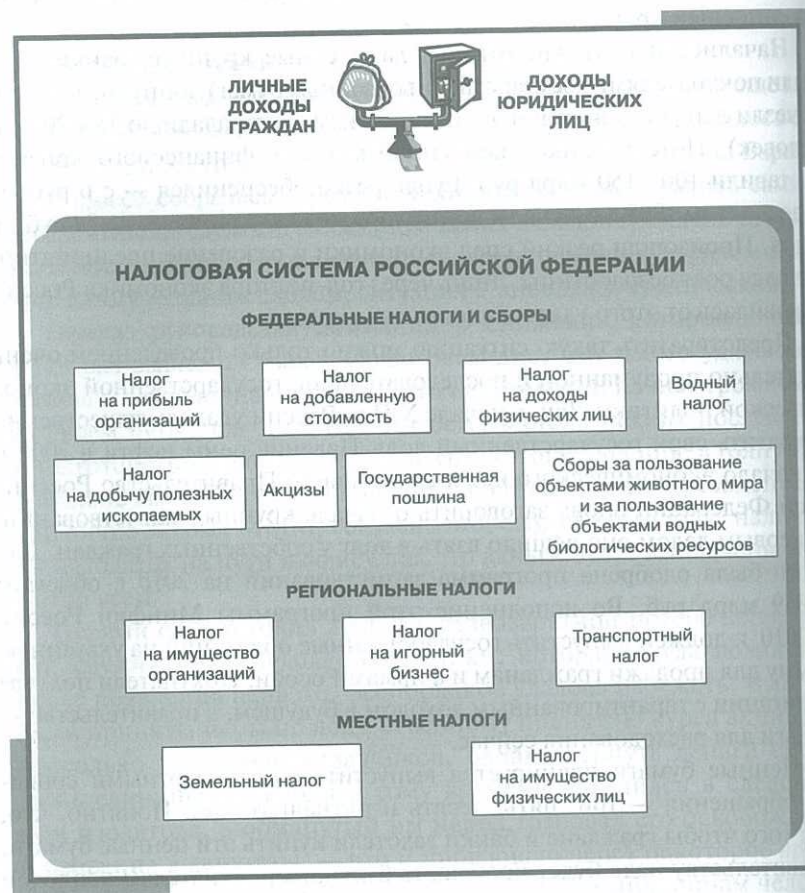 ЛИЧНЫЕ
ДОХОДЫ
ГРАЖДАН
ДОХОДЫ
ЮРИДИЧЕСКИХ
ЛИЦ
НАЛОГОВАЯ СИСТЕМА РОССИЙСКОЙ ФЕДЕРАЦИИ
ФЕДЕРАЛЬНЫЕ НАЛОГИ И СБОРЫ
Налог
на прибыль
организаций
Налог
на добавленную
стоимость
Налог
на доходы
физических лиц
Водный
налог
Налог
на добычу полезных
ископаемых
Акцизы
Государственная
пошлина
Сборы за пользование
объектами животного мира
и за пользование
объектами водных
биологических ресурсов
РЕГИОНАЛЬНЫЕ НАЛОГИ
Налог
на имущество
организаций
Налог
на игорный
бизнес
Транспортный
налог
МЕСТНЫЕ НАЛОГИ
Земельный налог
Налог
на имущество
физических лиц